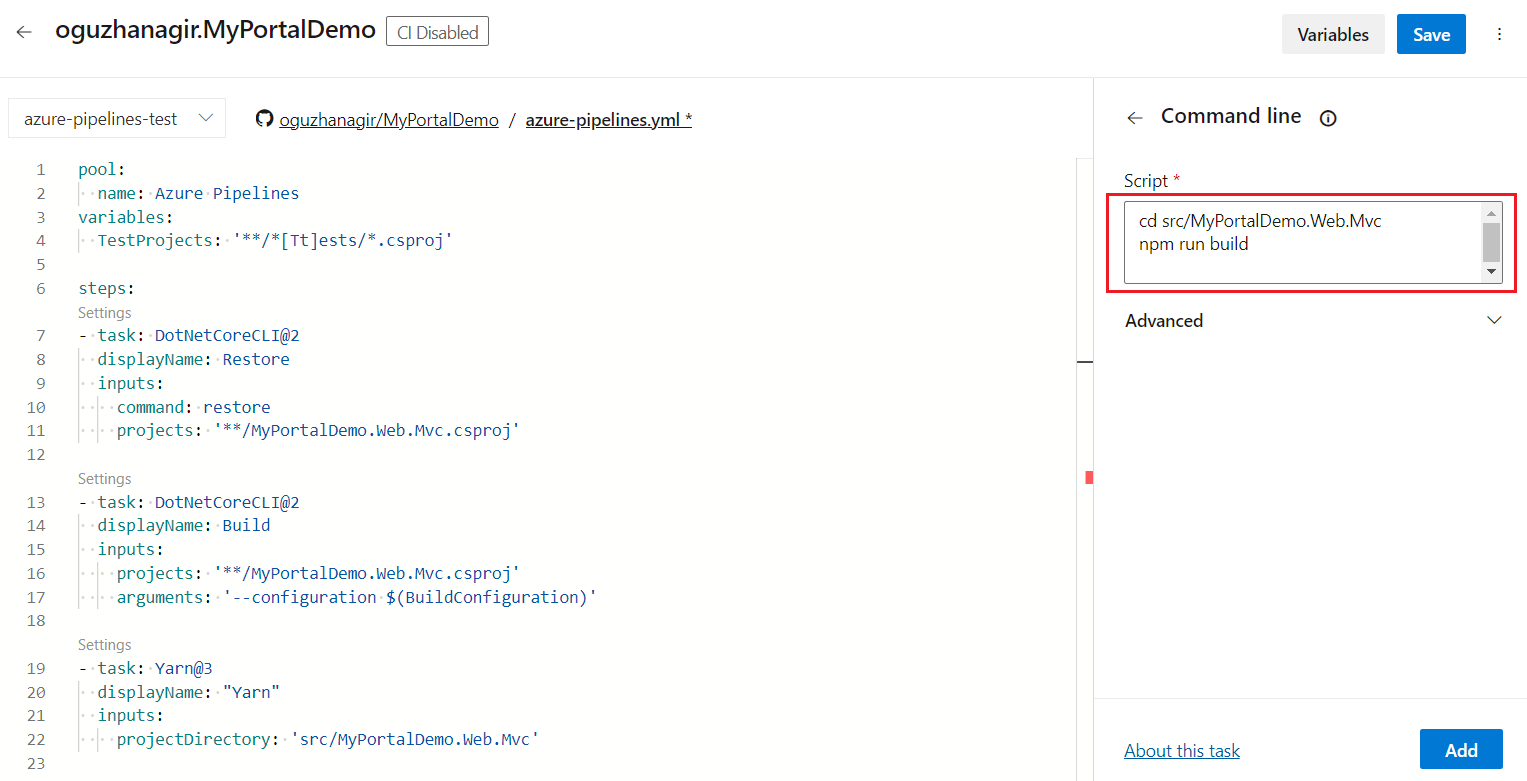 oguzhanagir.MyPortalDemo CI Disabled
Variables Save
azure-pipelines-test oguzhanagir/MyPortalDemo / azure-pipelines.yml *
1 pool:
2 name: Azure Pipelines
3 variables:
4 TestProjects: '**/*[Tt]ests/*.csproj'
5
6 steps:
Settings
7 - task: DotNetCoreCLI@2
8 displayName: Restore
9 inputs:
10 command: restore
11 projects: '**/MyPortalDemo.Web.Mvc.csproj'
12
Settings
13 - task: DotNetCoreCLI@2
14 displayName: Build
15 inputs:
16 projects: '**/MyPortalDemo.Web.Mvc.csproj'
17 arguments: '--configuration $(BuildConfiguration)'
18
Settings
19 - task: Yarn@3
20 displayName: "Yarn"
21 inputs:
22 projectDirectory: 'src/MyPortalDemo.Web.Mvc'
23
Command line
Script *
cd src/MyPortalDemo.Web.Mvc
npm run build
Advanced
About this task Add